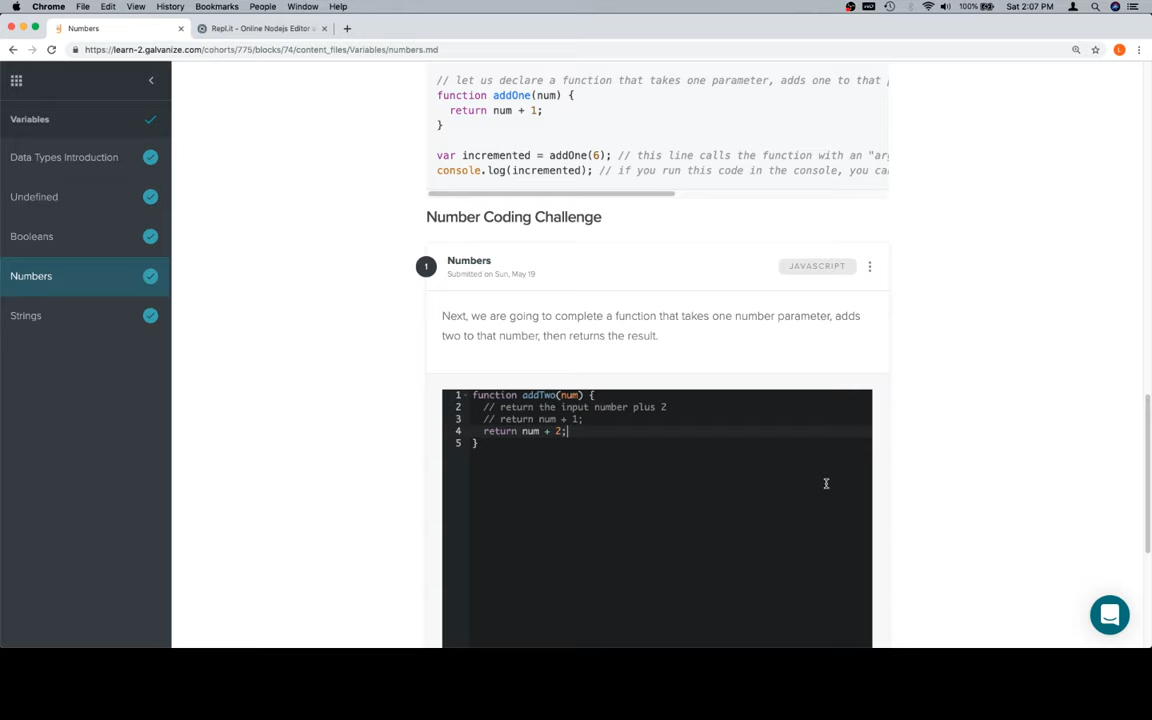 Chrome File Edit View History Bookmarks People Window Help 100% Sat 2:07 PM
Numbers × Repl.it - Online Nodejs Editor × +
https://learn-2.galvanize.com/cohorts/775/blocks/74/content_files/Variables/numbers.md
Variables
Data Types Introduction
Undefined
Booleans
Numbers
Strings
// let us declare a function that takes one parameter, adds one to that
function addOne(num) {
return num + 1;
}
var incremented = addOne(6); // this line calls the function with an
console.log(incremented); // if you run this code in the console, you
Number Coding Challenge
1 Numbers
Submitted on Sun, May 19
JAVASCRIPT
Next, we are going to complete a function that takes one number parameter, adds
two to that number, then returns the result.
1 function addTwo(num) {
2 // return the input number plus 2
3 // return num + 1;
4 return num + 2;
5 }